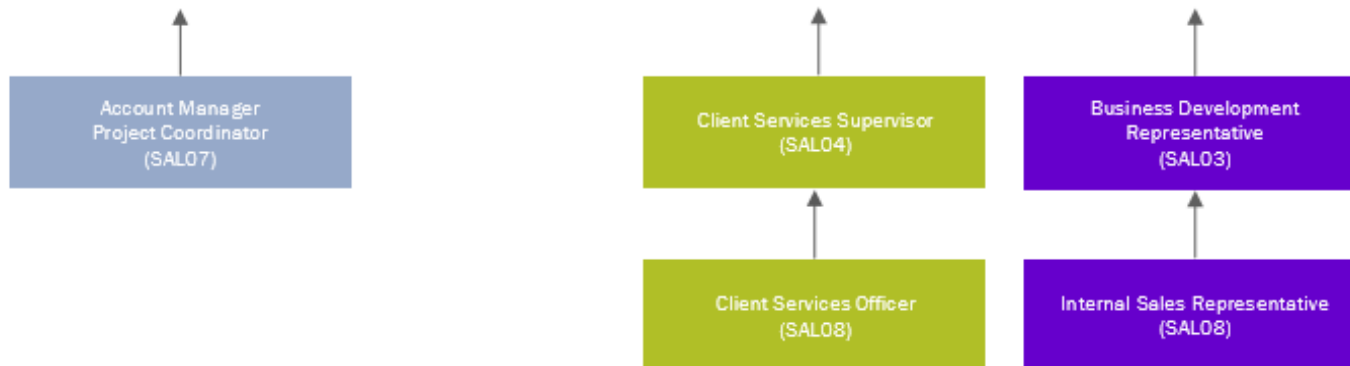 Account Manager
Project Coordinator
(SAL07)
Client Services Supervisor
(SAL04)
Business Development
Representative
(SAL03)
Client Services Officer
(SAL08)
Internal Sales Representative
(SAL08)